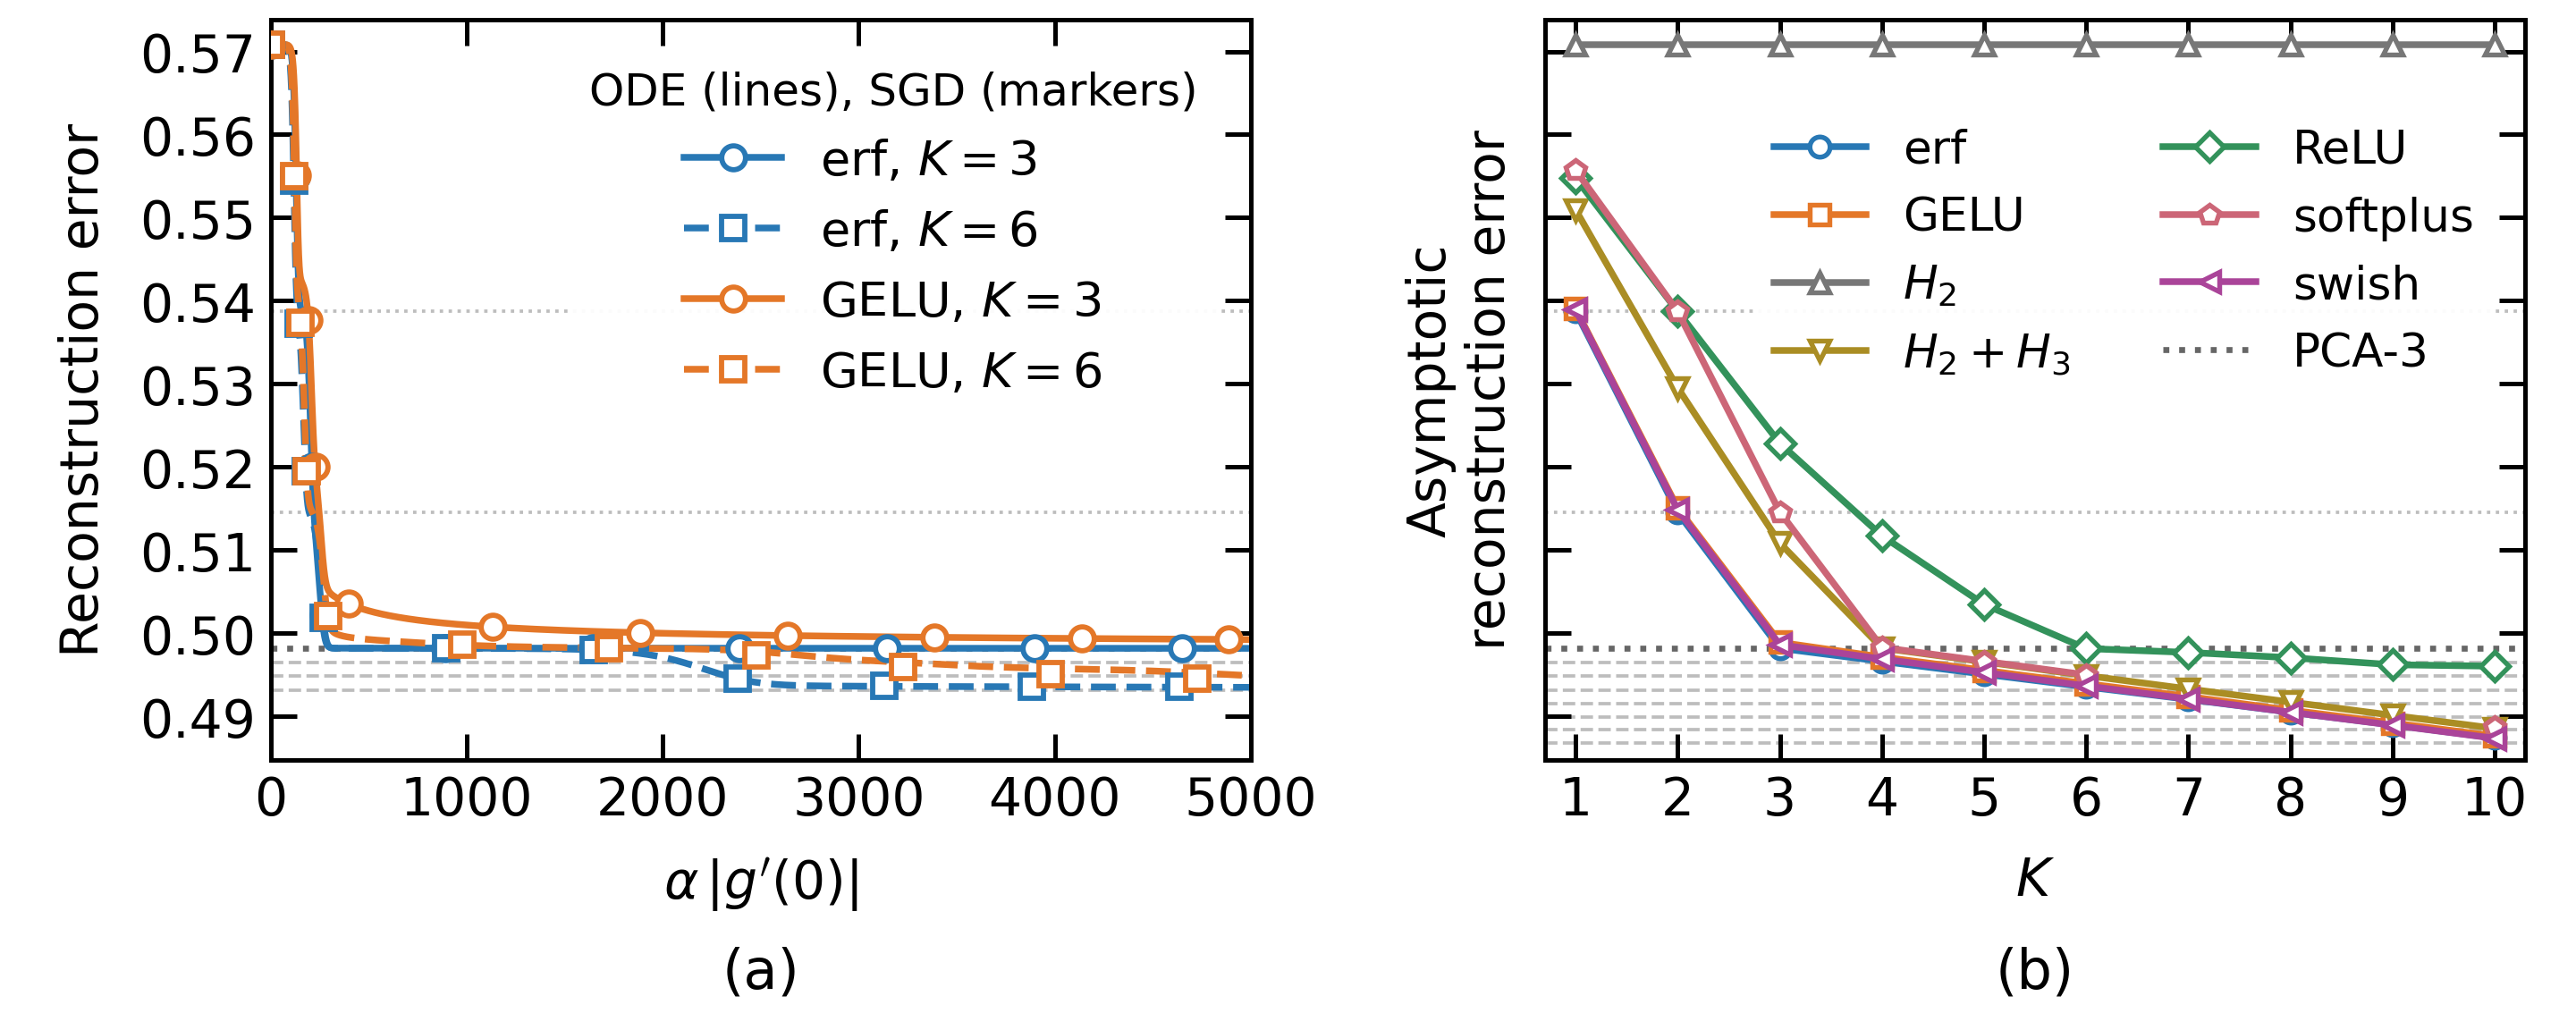 Reconstruction error
0.57
0.56
0.55
0.54
0.53
0.52
0.51
0.50
0.49
ODE (lines), SGD (markers)
erf, K = 3
erf, K = 6
GELU, K = 3
GELU, K = 6
0 1000 2000 3000 4000 5000
α |g′(0)|
(a)
Asymptotic
reconstruction error
erf
GELU
H₂
H₂ + H₃
ReLU
softplus
swish
PCA-3
1 2 3 4 5 6 7 8 9 10
K
(b)